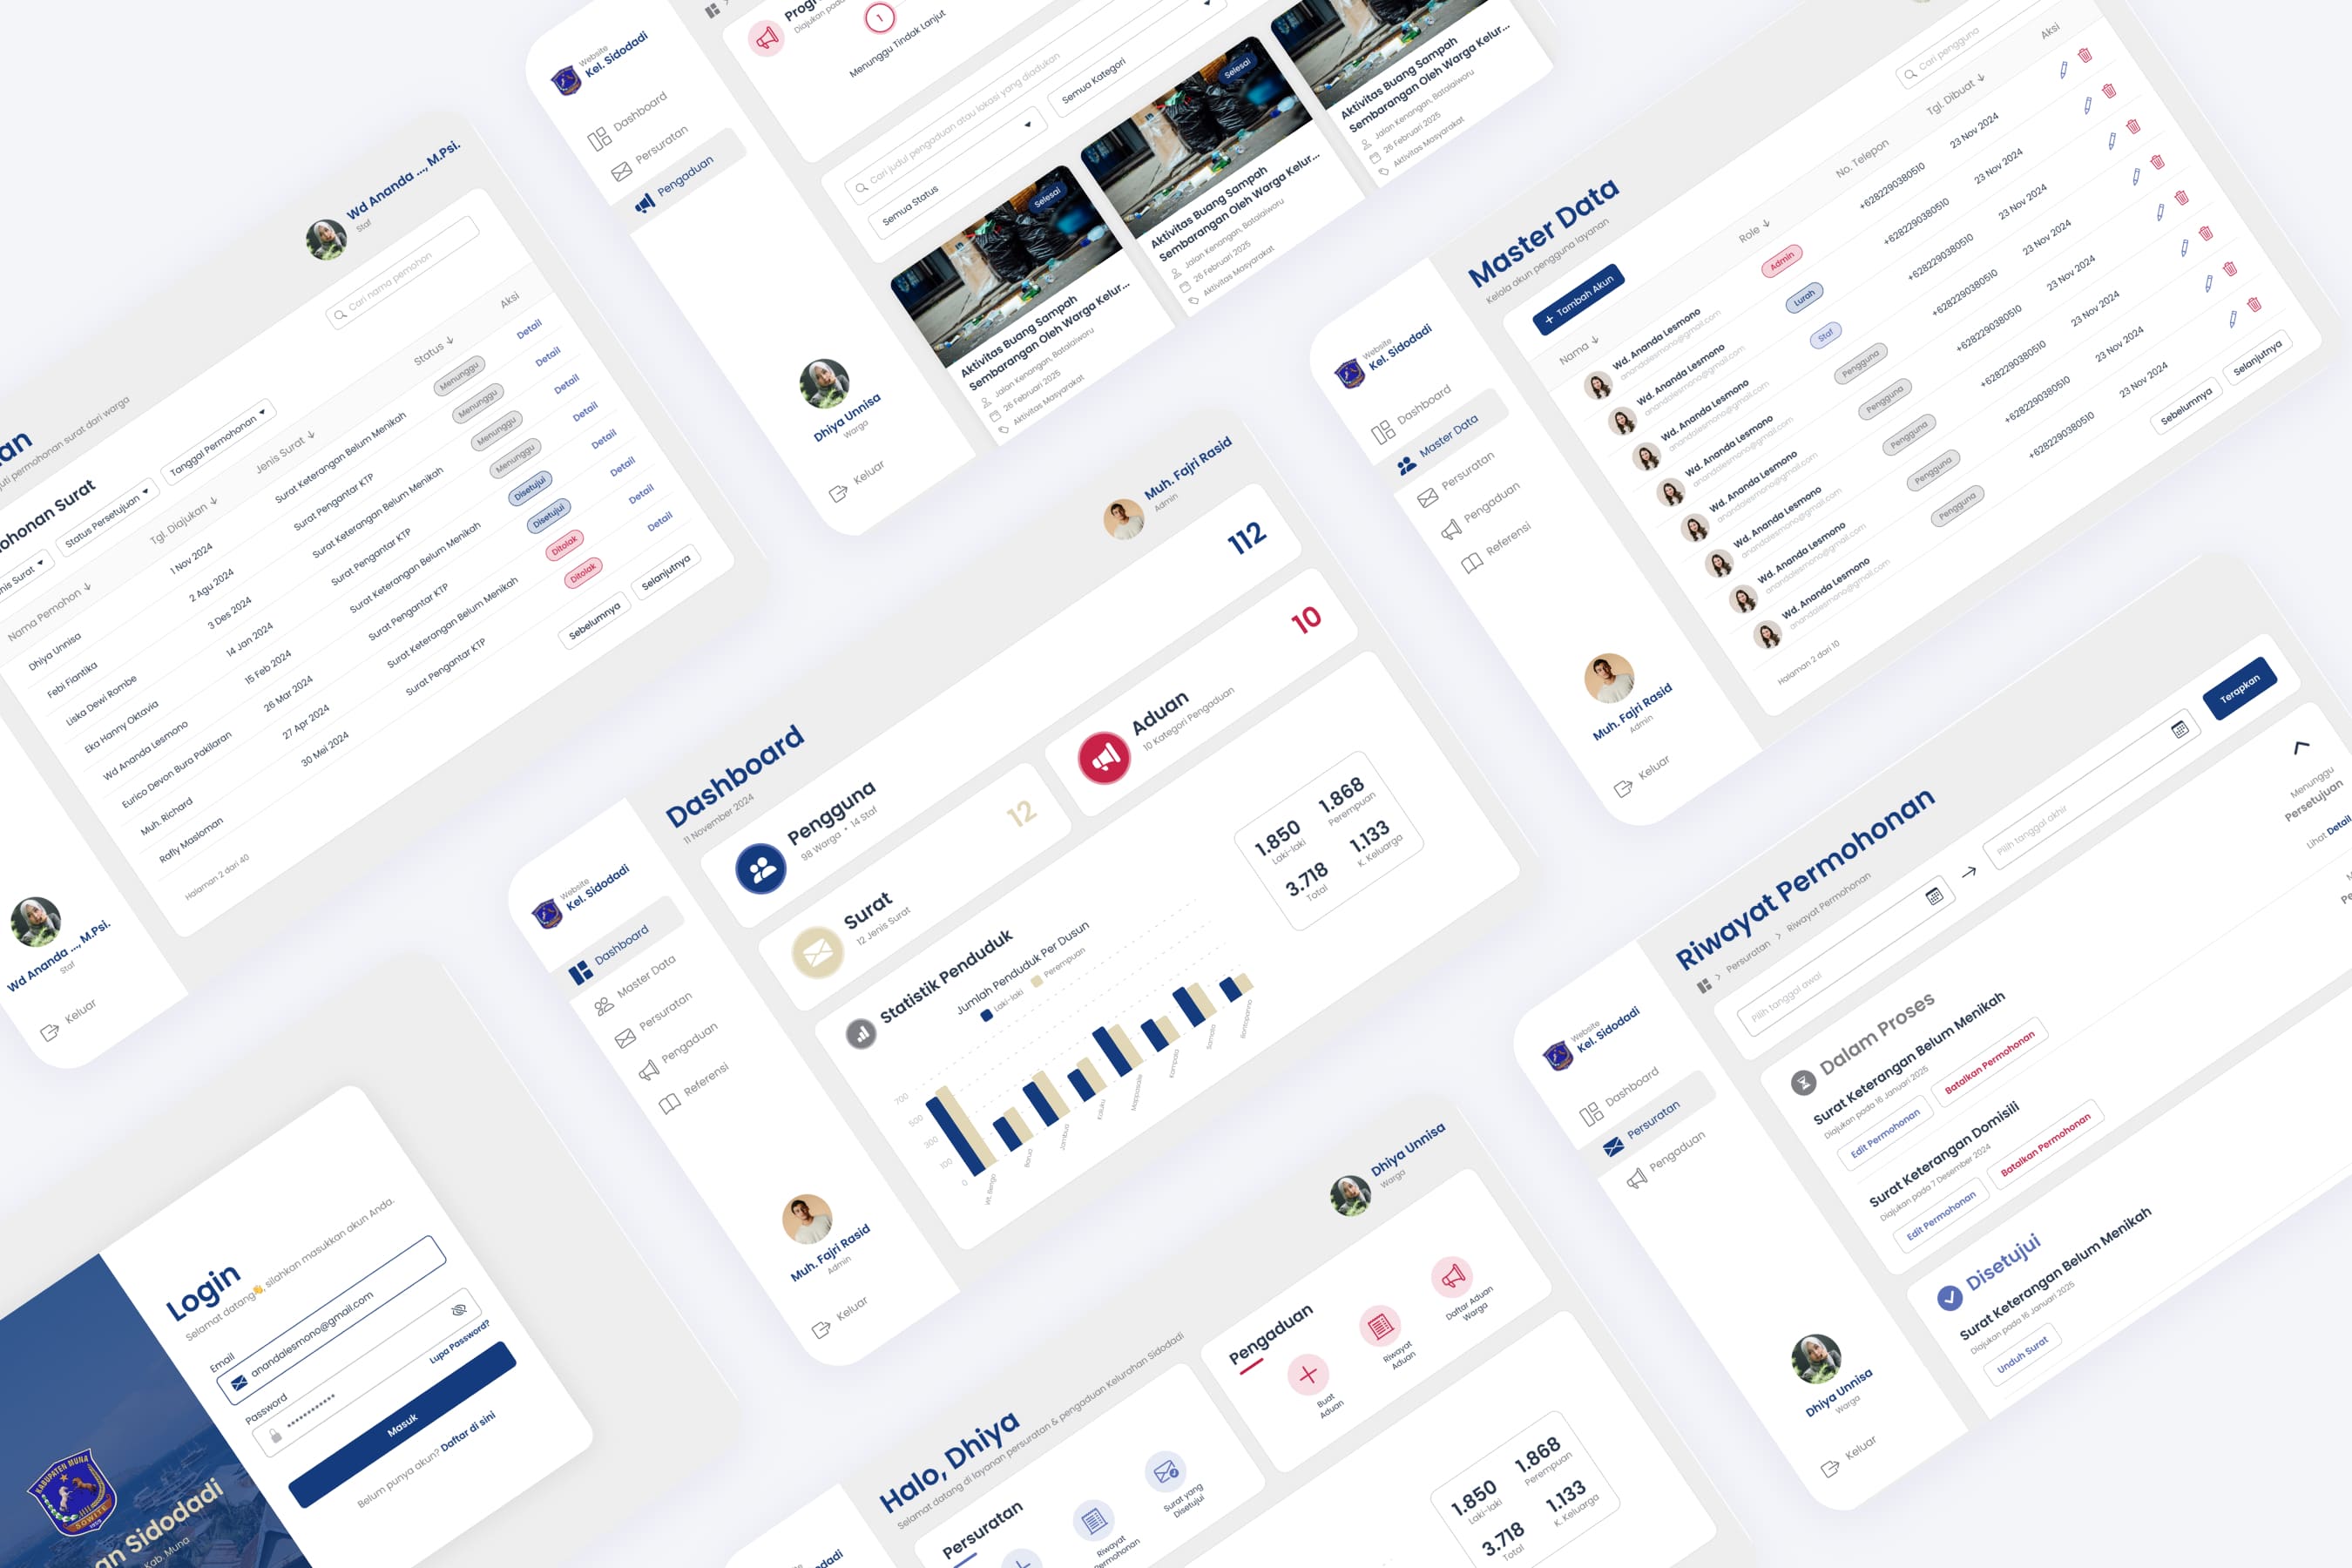 Wd Ananda ..., M.Psi.
Staf
Cari nama pemohon
an
juti permohonan surat dari warga
ohonan Surat
Status Persetujuan
Tanggal Permohonan
Nama Pemohon
Tgl. Diajukan
Jenis Surat
Status
Aksi
Dhiya Unnisa
1 Nov 2024
Surat Keterangan Belum Menikah
Menunggu
Detail
Febi Fiantika
2 Agu 2024
Surat Pengantar KTP
Menunggu
Detail
Liska Dewi Rombe
3 Des 2024
Surat Keterangan Belum Menikah
Menunggu
Detail
Eka Hanny Oktavia
14 Jan 2024
Surat Pengantar KTP
Menunggu
Detail
Wd Ananda Lesmono
15 Feb 2024
Surat Keterangan Belum Menikah
Disetujui
Detail
Eurico Devon Bura Pakilaran
26 Mar 2024
Surat Pengantar KTP
Disetujui
Detail
Muh. Richard
27 Apr 2024
Surat Keterangan Belum Menikah
Ditolak
Detail
Rafly Masloman
30 Mei 2024
Surat Pengantar KTP
Ditolak
Detail
Halaman 2 dari 40
Sebelumnya
Selanjutnya
Wd Ananda ..., M.Psi.
Staf
Keluar
Website
Kel. Sidodadi
Dashboard
Persuratan
Pengaduan
Dhiya Unnisa
Warga
Keluar
1
Menunggu Tindak Lanjut
Cari judul pengaduan atau lokasi yang diadukan
Semua Status
Semua Kategori
Selesai
Aktivitas Buang Sampah
Sembarangan Oleh Warga Kelur...
Jalan Kenangan, Batalaiworu
26 Februari 2025
Aktivitas Masyarakat
Selesai
Aktivitas Buang Sampah
Sembarangan Oleh Warga Kelur...
Jalan Kenangan, Batalaiworu
26 Februari 2025
Aktivitas Masyarakat
Aktivitas Buang Sampah
Sembarangan Oleh Warga Kelur...
Jalan Kenangan, Batalaiworu
26 Februari 2025
Aktivitas Masyarakat
Website
Kel. Sidodadi
Dashboard
Master Data
Persuratan
Pengaduan
Referensi
Muh. Fajri Rasid
Admin
Keluar
Master Data
Kelola akun pengguna layanan
+ Tambah Akun
Cari pengguna
Nama
Role
No. Telepon
Tgl. Dibuat
Aksi
Wd. Ananda Lesmono
anandalesmono@gmail.com
Admin
+6282290380510
23 Nov 2024
Wd. Ananda Lesmono
anandalesmono@gmail.com
Lurah
+6282290380510
23 Nov 2024
Wd. Ananda Lesmono
anandalesmono@gmail.com
Staf
+6282290380510
23 Nov 2024
Wd. Ananda Lesmono
anandalesmono@gmail.com
Pengguna
+6282290380510
23 Nov 2024
Wd. Ananda Lesmono
anandalesmono@gmail.com
Pengguna
+6282290380510
23 Nov 2024
Wd. Ananda Lesmono
anandalesmono@gmail.com
Pengguna
+6282290380510
23 Nov 2024
Wd. Ananda Lesmono
anandalesmono@gmail.com
Pengguna
+6282290380510
23 Nov 2024
Wd. Ananda Lesmono
anandalesmono@gmail.com
Pengguna
+6282290380510
23 Nov 2024
Halaman 2 dari 10
Sebelumnya
Selanjutnya
Website
Kel. Sidodadi
Dashboard
Master Data
Persuratan
Pengaduan
Referensi
Muh. Fajri Rasid
Admin
Keluar
Muh. Fajri Rasid
Admin
Dashboard
11 November 2024
Pengguna
98 Warga • 14 Staf
112
Surat
12 Jenis Surat
12
Aduan
10 Kategori Pengaduan
10
Statistik Penduduk
Jumlah Penduduk Per Dusun
Laki-laki
Perempuan
700
500
300
100
0
Jambuo
Sarnato
1.850
Laki-laki
1.868
Perempuan
3.718
Total
1.133
K. Keluarga
Website
Kel. Sidodadi
Dashboard
Persuratan
Pengaduan
Dhiya Unnisa
Warga
Keluar
Riwayat Permohonan
Persuratan > Riwayat Permohonan
Pilih tanggal awal
Pilih tanggal akhir
Terapkan
Dalam Proses
Surat Keterangan Belum Menikah
Diajukan pada 16 Januari 2025
Edit Permohonan
Batalkan Permohonan
Menunggu
Persetujuan
Lihat Detail
Surat Keterangan Domisili
Diajukan pada 7 Desember 2024
Edit Permohonan
Batalkan Permohonan
Disetujui
Surat Keterangan Belum Menikah
Diajukan pada 16 Januari 2025
Unduh Surat
Login
Selamat datang👋, silahkan masukkan akun Anda.
Email
anandalesmono@gmail.com
Password
Lupa Password?
Masuk
Belum punya akun? Daftar di sini
KABUPATEN MUNA
SOWITE
an Sidodadi
Kab. Muna
Dhiya Unnisa
Warga
Halo, Dhiya
Selamat datang di layanan persuratan & pengaduan Kelurahan Sidodadi
Persuratan
Riwayat
Permohonan
Surat yang
Disetujui
Pengaduan
Buat
Aduan
Riwayat
Aduan
Daftar Aduan
Warga
1.850
Laki-laki
1.868
Perempuan
3.718
Total
1.133
K. Keluarga
Website
Kel. Sidodadi